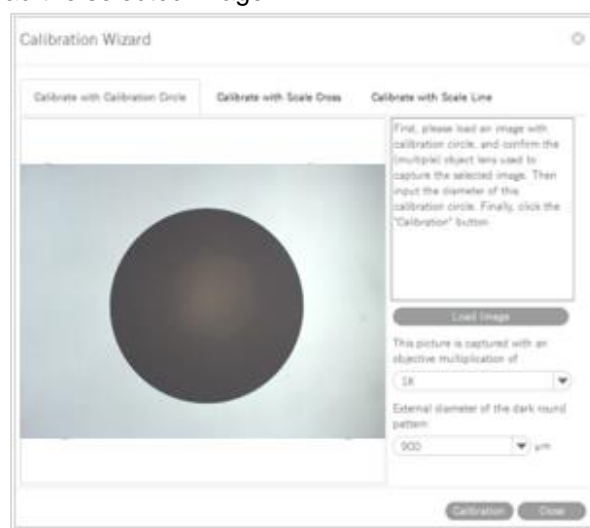 Calibration Wizard
Calibrate with Calibration Circle
Calibrate with Scale Cross
Calibrate with Scale Line
First, please load an image with
calibration circle, and confirm the
(multiple) object lens used to
capture the selected image. Then
input the diameter of this
calibration circle. Finally, click the
"Calibration" button.
Load Image
This picture is captured with an
objective multiplication of
1X
External diameter of the dark round
pattern
900
μm
Calibration
Close